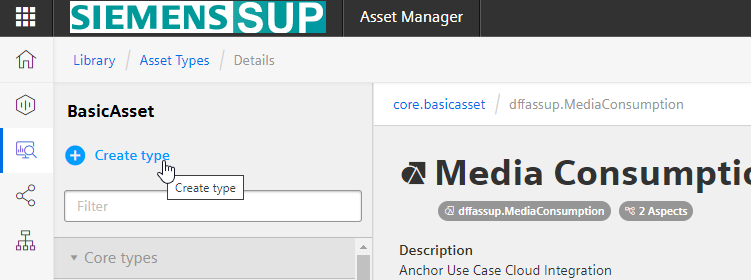 SIEMENS SUP Asset Manager
Library / Asset Types / Details
BasicAsset
core.basicasset / dffassup.MediaConsumption
Create type
Create type
Filter
Core types
Media Consumptio
dffassup.MediaConsumption 2 Aspects
Description
Anchor Use Case Cloud Integration